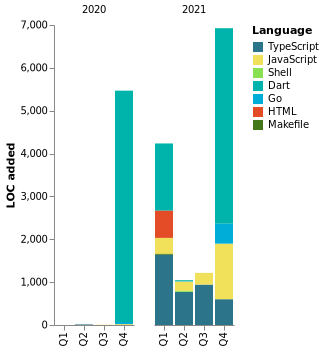 2020 2021
Language
TypeScript
JavaScript
Shell
Dart
Go
HTML
Makefile
LOC added
7,000
6,000
5,000
4,000
3,000
2,000
1,000
0
Q1 Q2 Q3 Q4 Q1 Q2 Q3 Q4